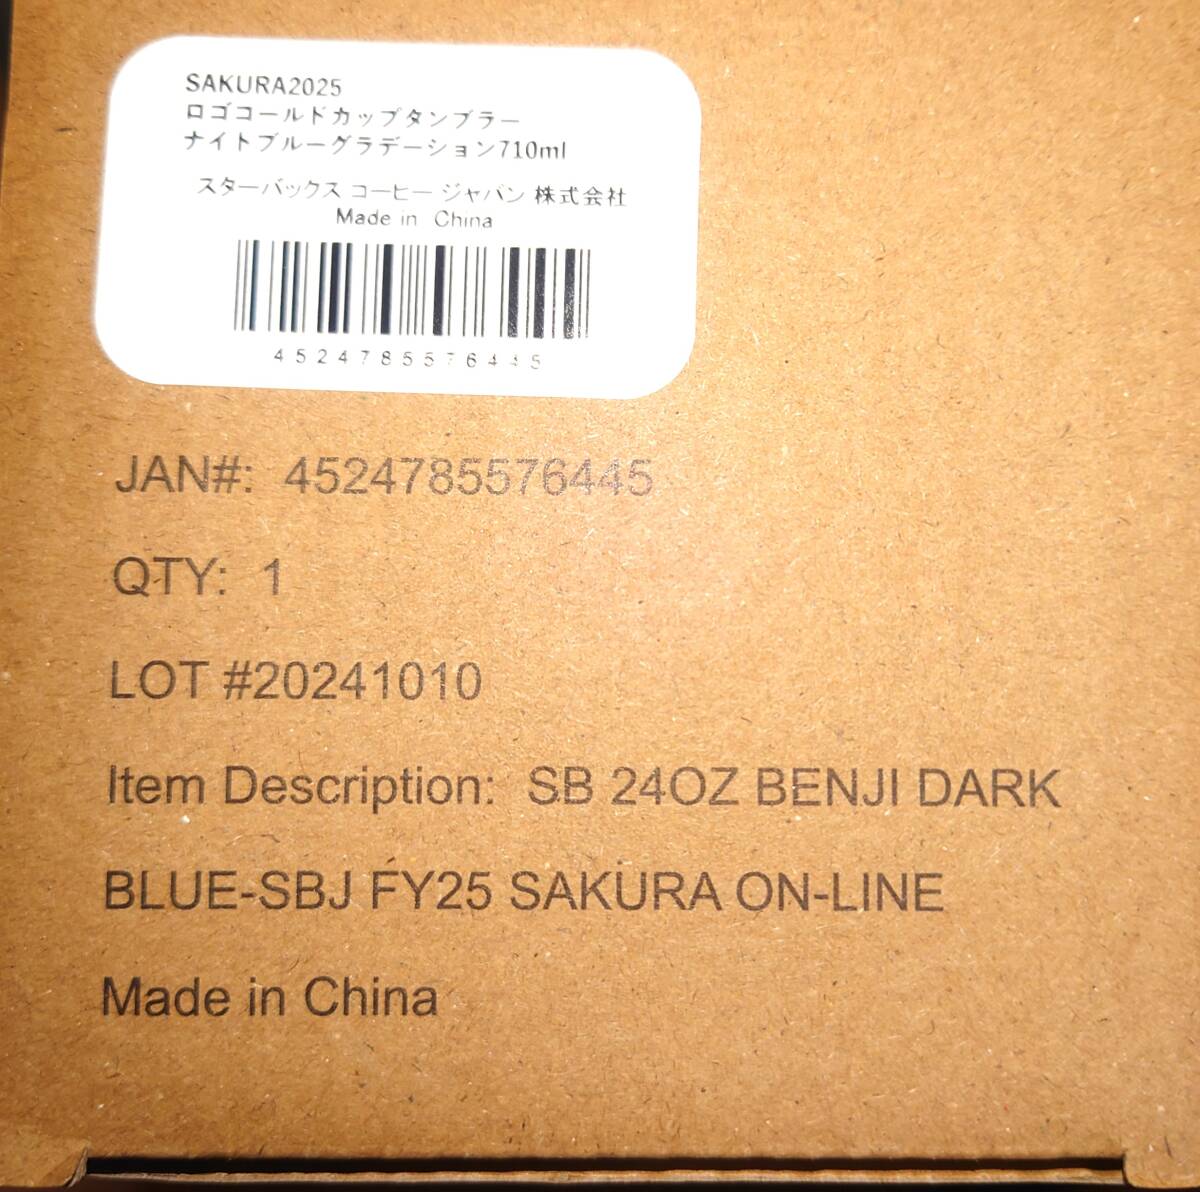 SAKURA2025
ロゴコールドカップタンブラー
ナイトブルーグラデーション710ml
スターバックス コーヒー ジャパン 株式会社
Made in China
4524785576445
JAN#: 4524785576445
QTY: 1
LOT #20241010
Item Description: SB 24OZ BENJI DARK
BLUE-SBJ FY25 SAKURA ON-LINE
Made in China